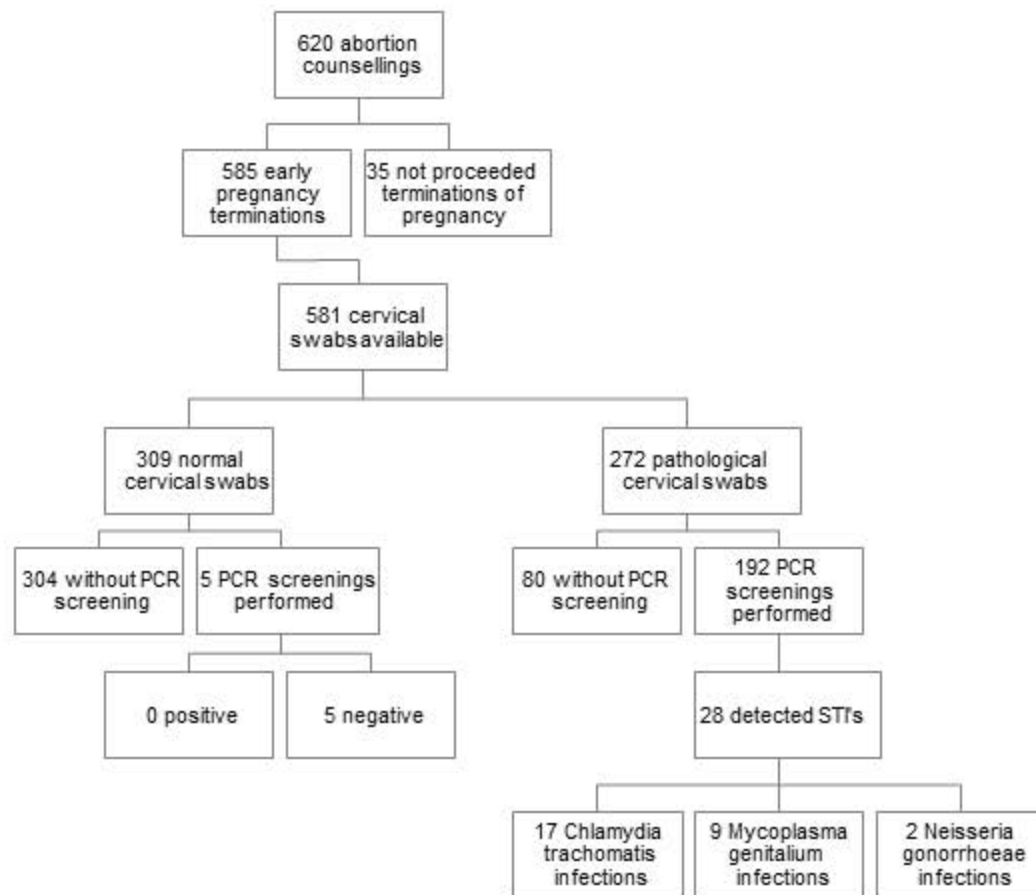 620 abortion
counsellings
585 early
pregnancy
terminations
35 not proceeded
terminations of
pregnancy
581 cervical
swabs available
309 normal
cervical swabs
272 pathological
cervical swabs
304 without PCR
screening
5 PCR screenings
performed
80 without PCR
screening
192 PCR
screenings
performed
0 positive
5 negative
28 detected STI's
17 Chlamydia
trachomatis
infections
9 Mycoplasma
genitalium
infections
2 Neisseria
gonorrhoeae
infections